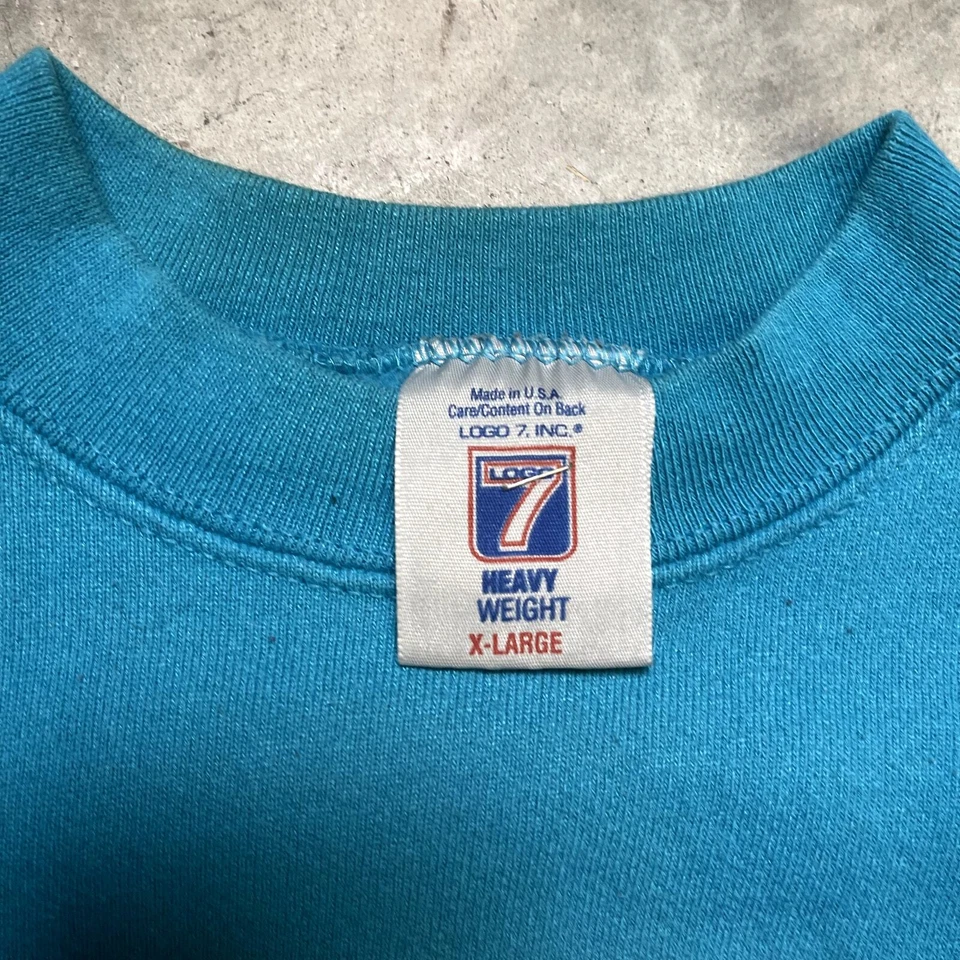 Made in U.S.A.
Care/Content On Back
LOGO 7, INC.®
LOGO
7
HEAVY
WEIGHT
X-LARGE